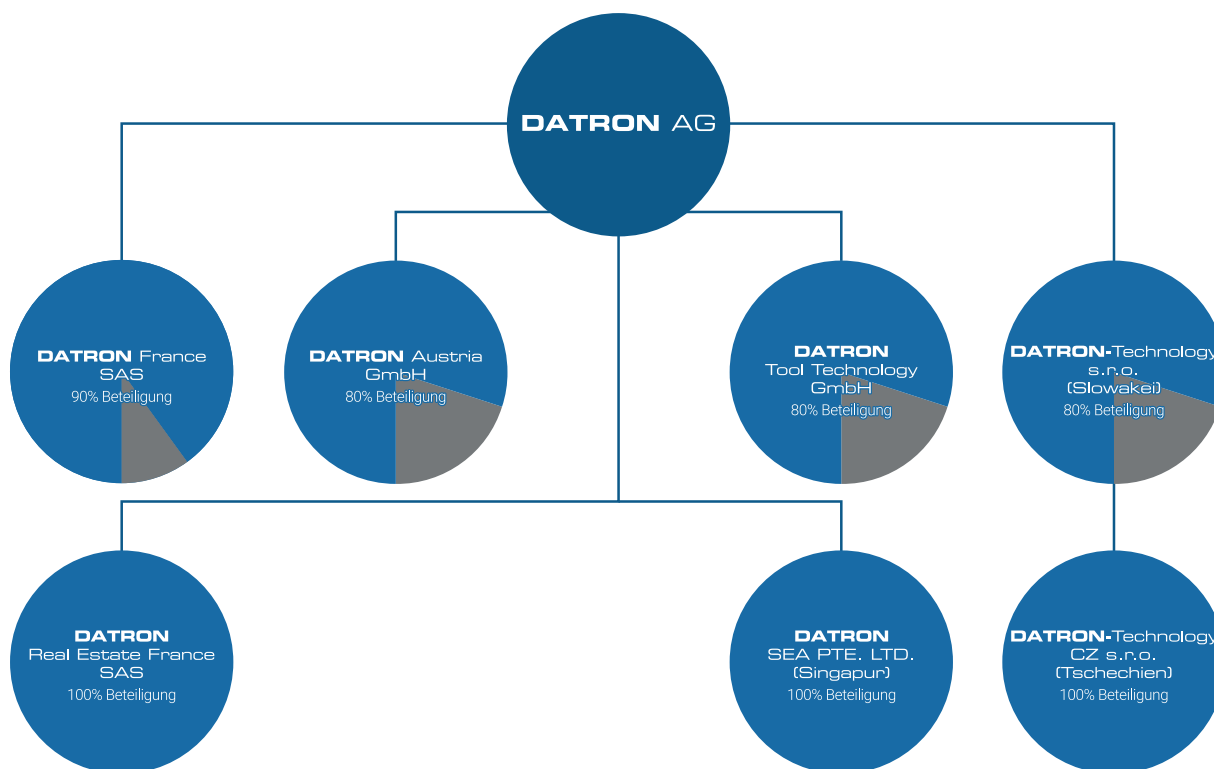 DATRON AG
DATRON France
SAS
90% Beteiligung
DATRON Austria
GmbH
80% Beteiligung
DATRON
Tool Technology
GmbH
80% Beteiligung
DATRON-Technology
s.r.o.
(Slowakei)
80% Beteiligung
DATRON
Real Estate France
SAS
100% Beteiligung
DATRON
SEA PTE. LTD.
(Singapur)
100% Beteiligung
DATRON-Technology
CZ s.r.o.
(Tschechien)
100% Beteiligung